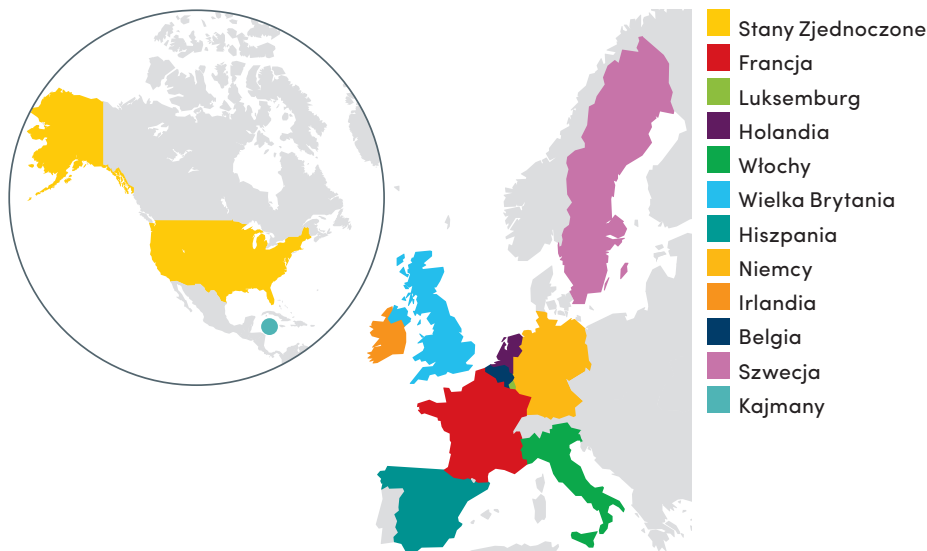 Stany Zjednoczone
Francja
Luksemburg
Holandia
Włochy
Wielka Brytania
Hiszpania
Niemcy
Irlandia
Belgia
Szwecja
Kajmany